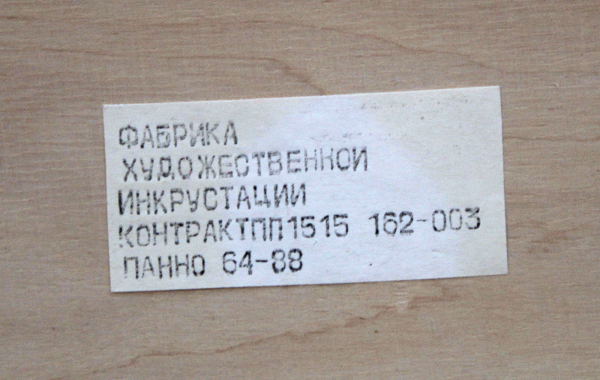 ФАБРИКА
ХУДОЖЕСТВЕННОЙ
ИНКРУСТАЦИИ
КОНТРАКТПП1515 162-003
ПАННО 64-88